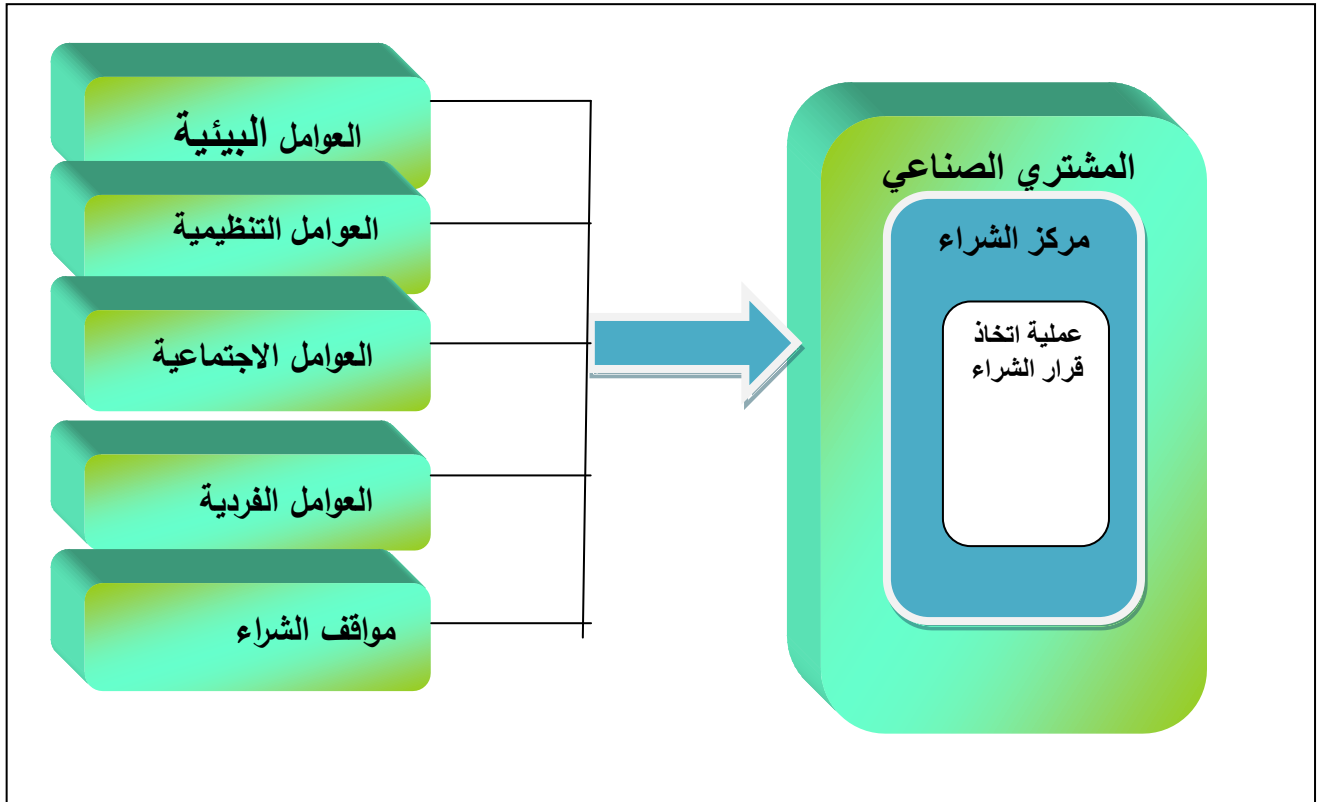 العوامل البيئية
العوامل التنظيمية
العوامل الاجتماعية
العوامل الفردية
مواقف الشراء
المشتري الصناعي
مركز الشراء
عملية اتخاذ
قرار الشراء